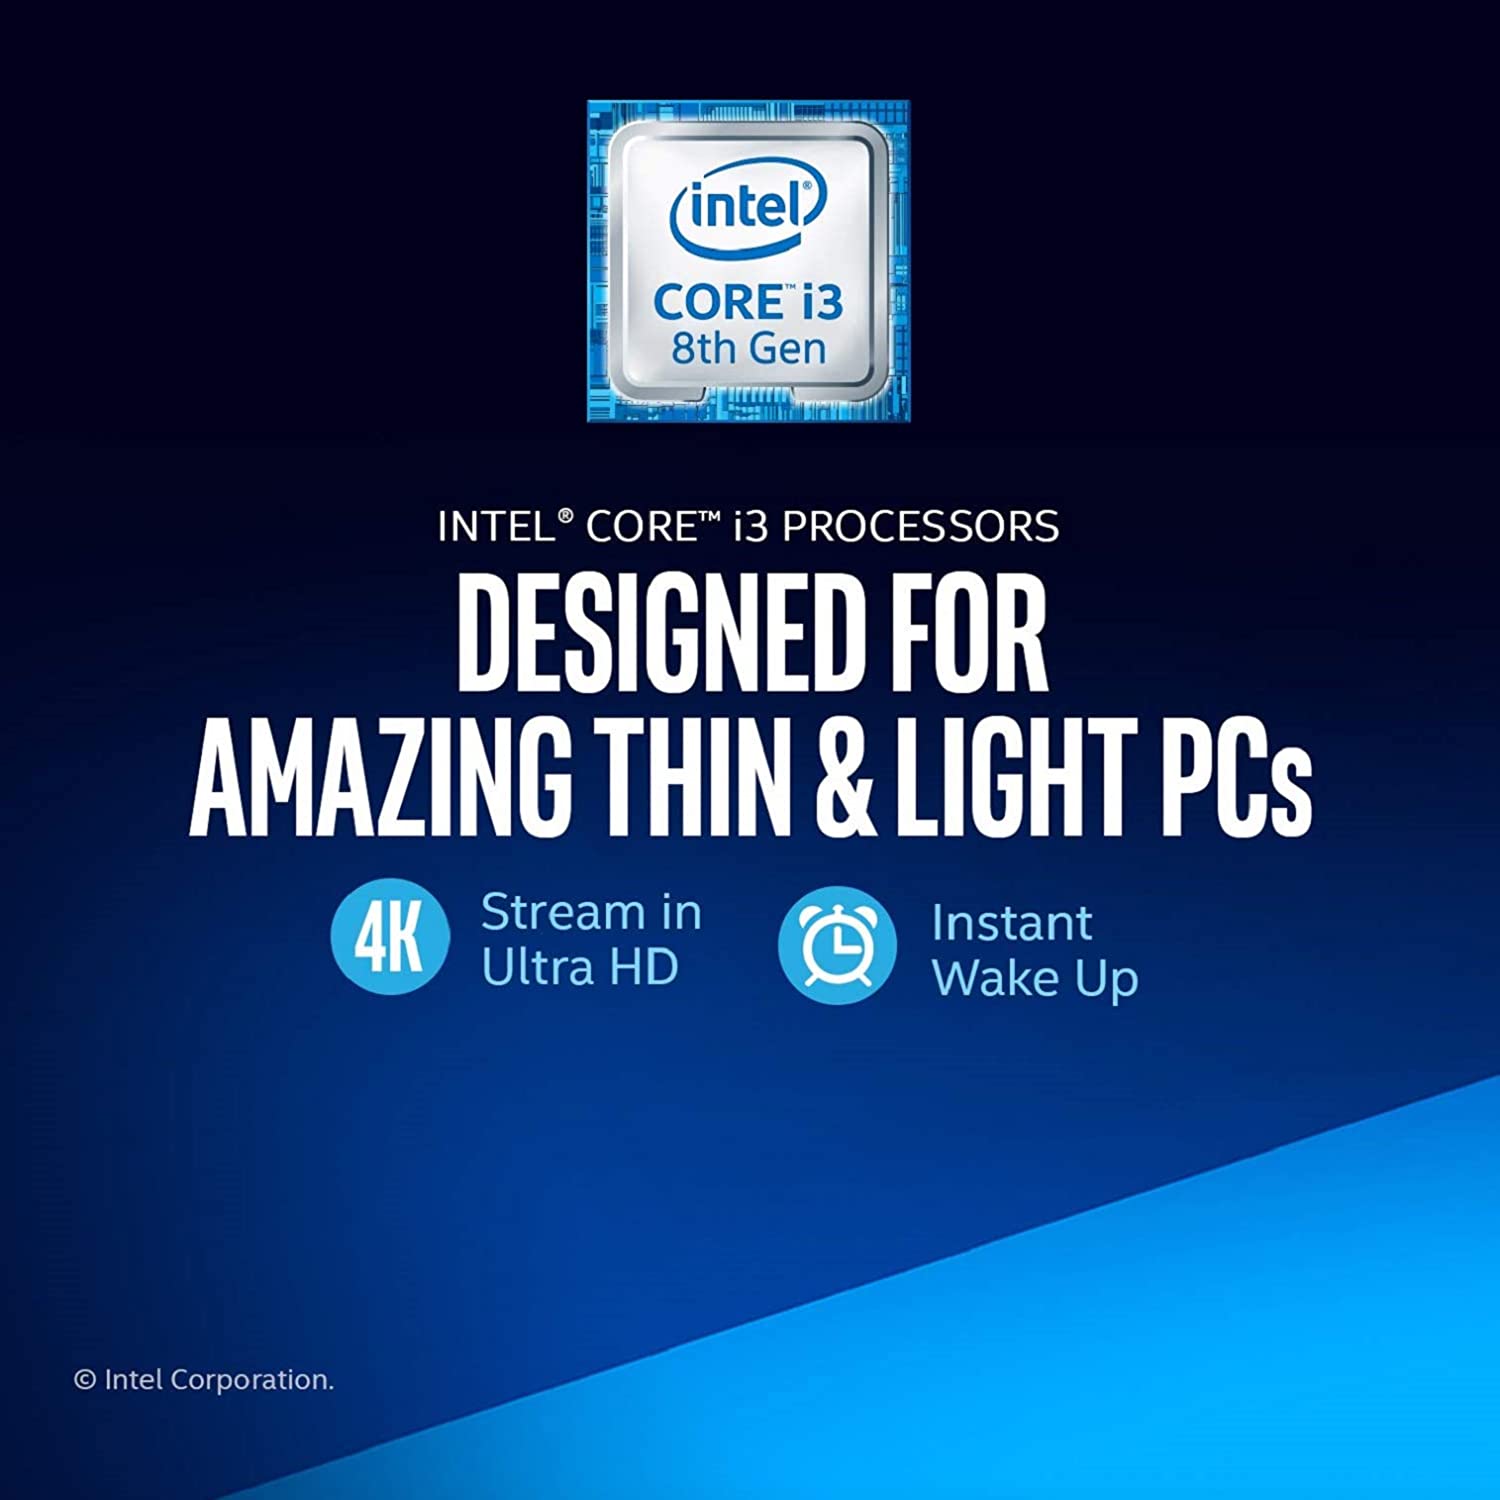 intel®
CORE™ i3
8th Gen
INTEL® CORE™ i3 PROCESSORS
DESIGNED FOR
AMAZING THIN & LIGHT PCs
4K
Stream in
Ultra HD
Instant
Wake Up
© Intel Corporation.